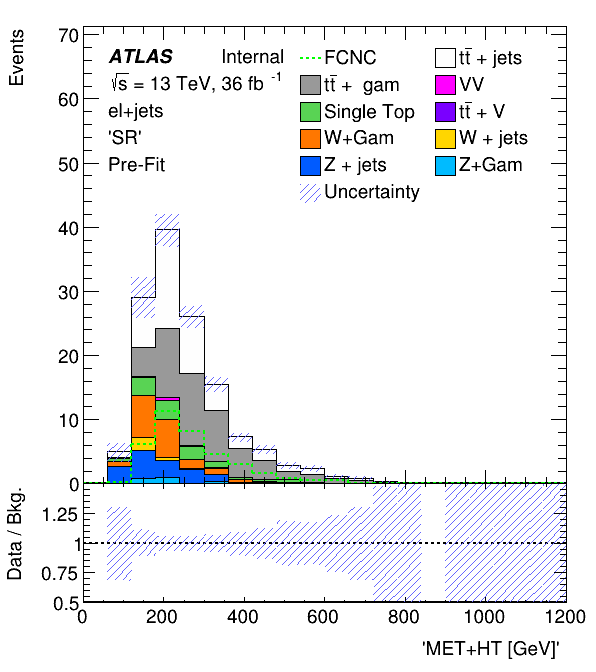 Events
70
60
50
40
30
20
10
0
ATLAS Internal
√s = 13 TeV, 36 fb⁻¹
el+jets
'SR'
Pre-Fit
FCNC
tt̄ + jets
tt̄ + gam
VV
Single Top
tt̄ + V
W+Gam
W + jets
Z + jets
Z+Gam
Uncertainty
Data / Bkg.
1.25
1
0.75
0.5
0 200 400 600 800 1000 1200
'MET+HT [GeV]'